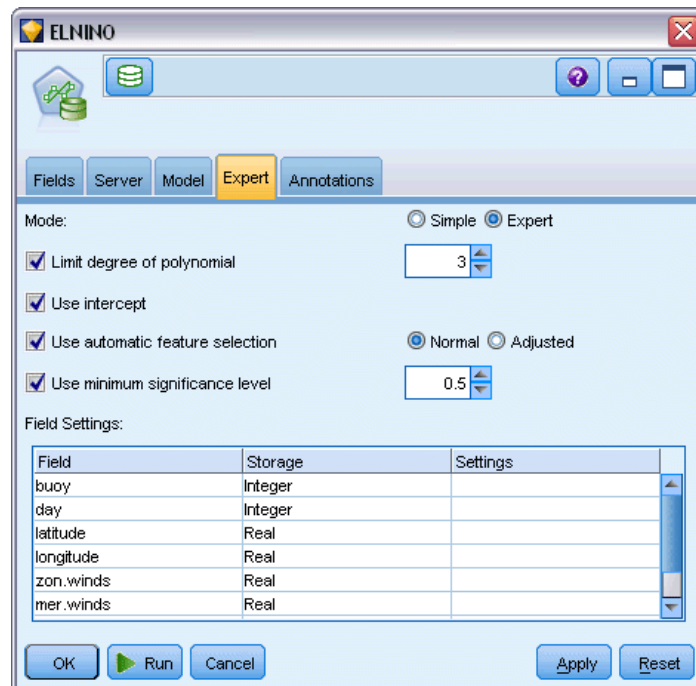 ELNINO
Fields Server Model Expert Annotations
Mode: Simple Expert
Limit degree of polynomial 3
Use intercept
Use automatic feature selection Normal Adjusted
Use minimum significance level 0.5
Field Settings:
Field Storage Settings
buoy Integer
day Integer
latitude Real
longitude Real
zon.winds Real
mer.winds Real
OK Run Cancel Apply Reset